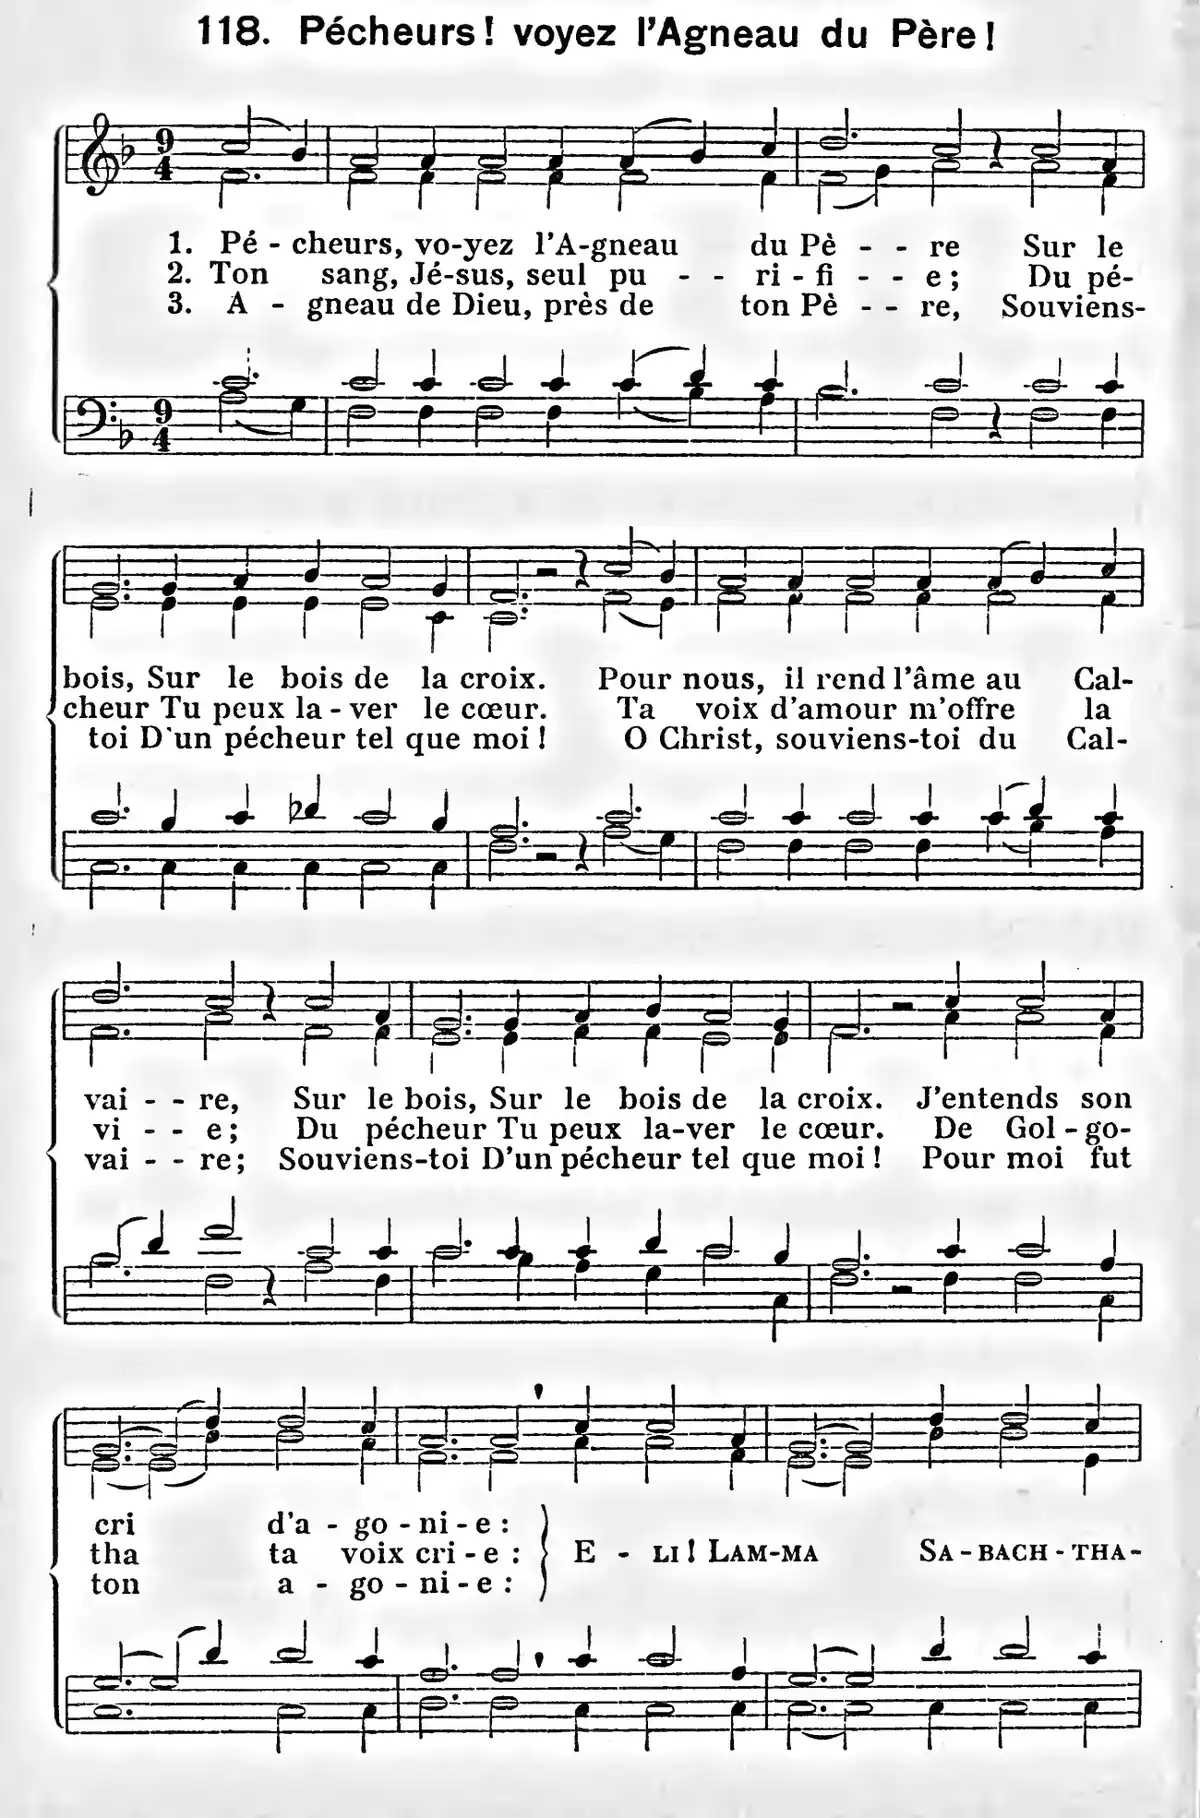 118. Pécheurs! voyez l'Agneau du Père!
9 4
1. Pé - cheurs, vo-yez l'A-gneau du Pè - - re Sur le
2. Ton sang, Jé-sus, seul pu - - ri - fi - - e; Du pé-
3. A - gneau de Dieu, près de ton Pè - - re, Souviens-
9 4
bois, Sur le bois de la croix. Pour nous, il rend l'âme au Cal-
cheur Tu peux la - ver le cœur. Ta voix d'amour m'offre la
toi D'un pécheur tel que moi! O Christ, souviens-toi du Cal-
vai - - re, Sur le bois, Sur le bois de la croix. J'entends son
vi - - e; Du pécheur Tu peux la-ver le cœur. De Gol - go-
vai - - re; Souviens-toi D'un pécheur tel que moi! Pour moi fut
cri d'a - go - ni - e :
tha ta voix cri - e : E - LI! LAM-MA SA - BACH - THA -
ton a - go - ni - e :